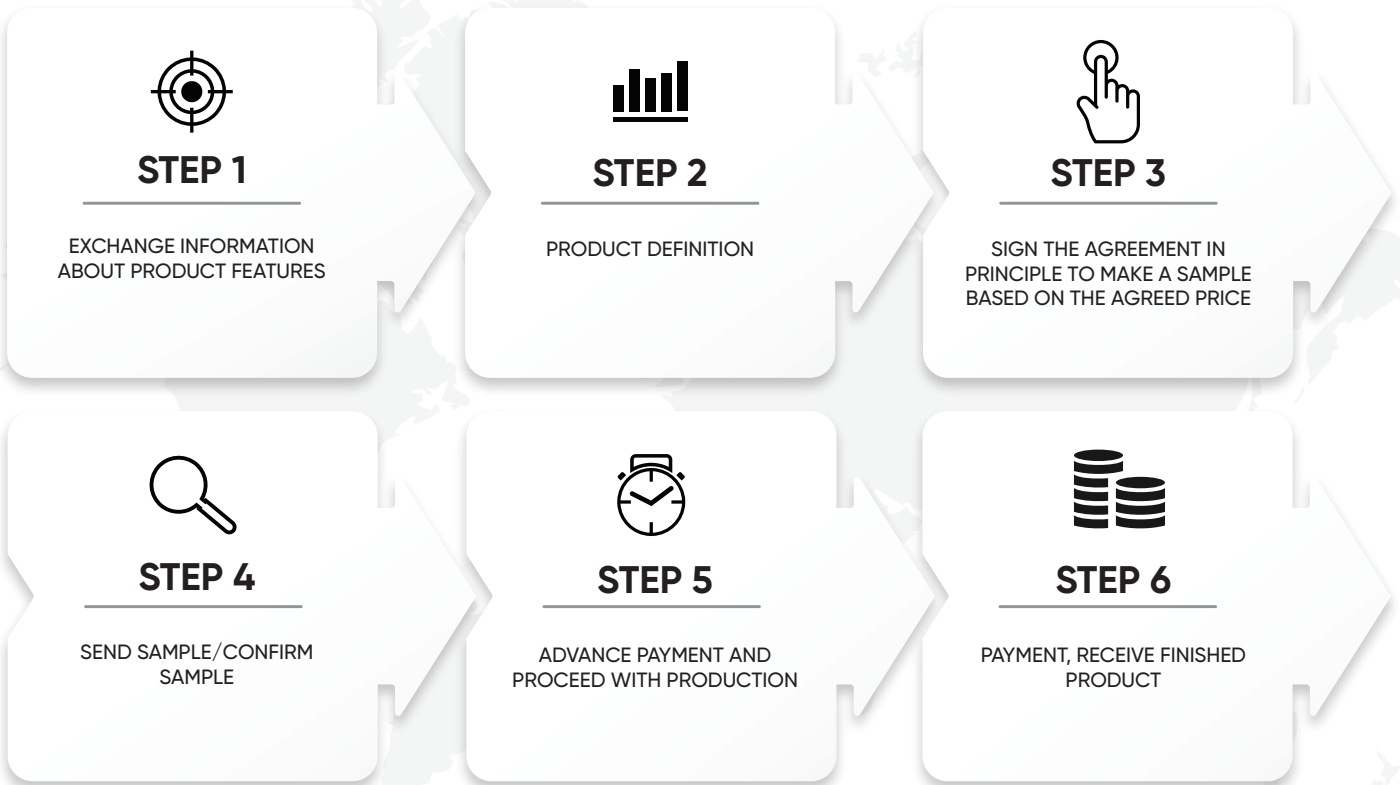 STEP 1
EXCHANGE INFORMATION
ABOUT PRODUCT FEATURES
STEP 2
PRODUCT DEFINITION
STEP 3
SIGN THE AGREEMENT IN
PRINCIPLE TO MAKE A SAMPLE
BASED ON THE AGREED PRICE
STEP 4
SEND SAMPLE/CONFIRM
SAMPLE
STEP 5
ADVANCE PAYMENT AND
PROCEED WITH PRODUCTION
STEP 6
PAYMENT, RECEIVE FINISHED
PRODUCT